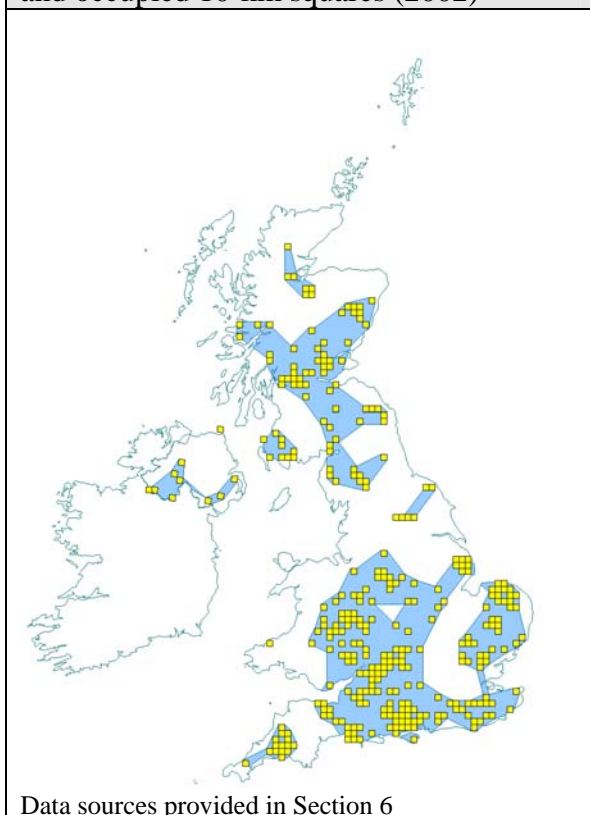 and occupied 10-km squares (2002)
Data sources provided in Section 6